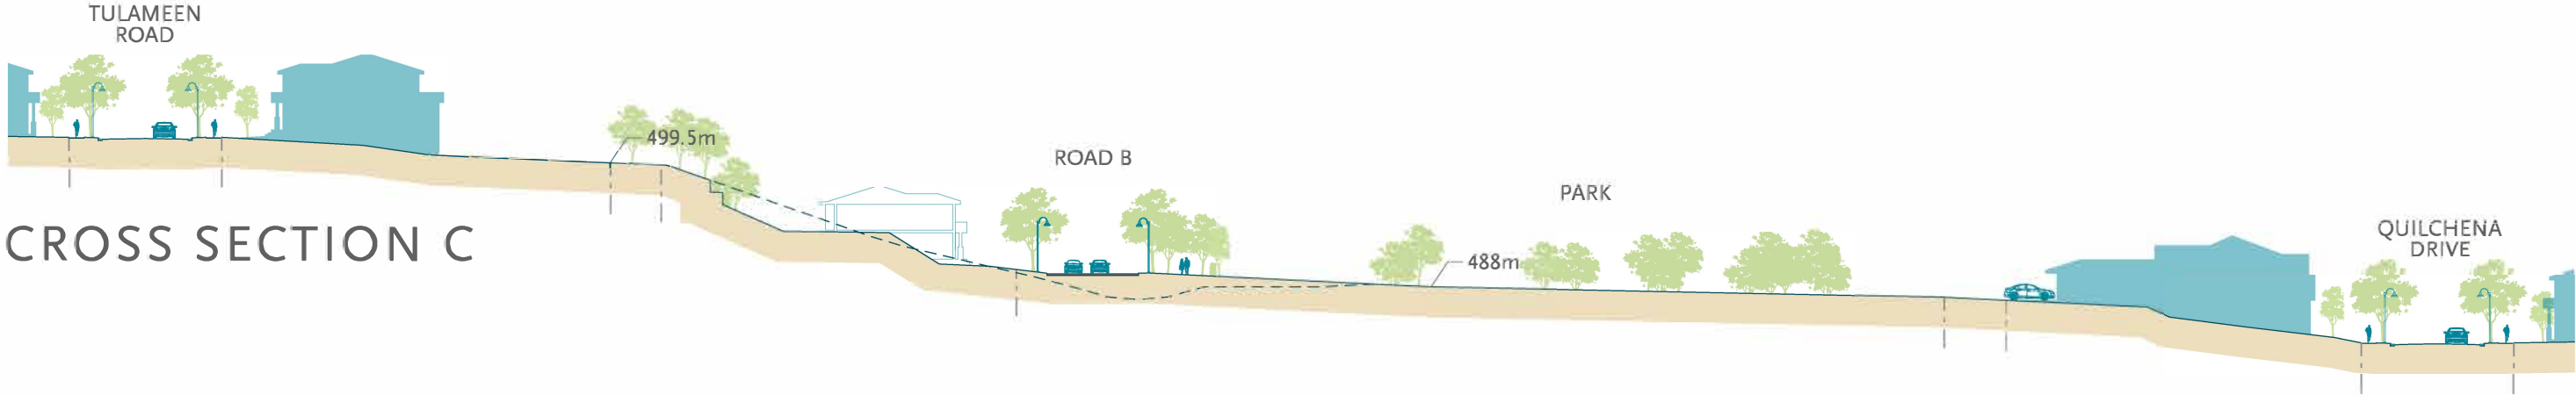 TULAMEEN
ROAD
499.5m
ROAD B
PARK
CROSS SECTION C
488m
QUILCHENA
DRIVE